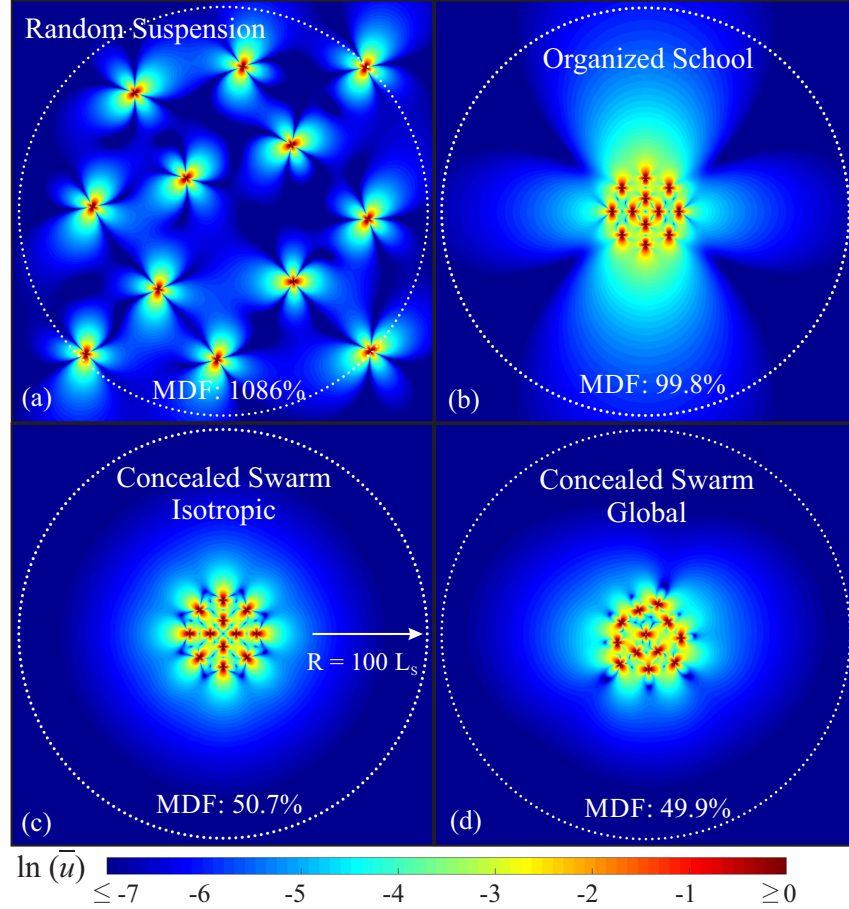 Random Suspension
(a)
MDF: 1086%
Organized School
(b)
MDF: 99.8%
Concealed Swarm
Isotropic
R = 100 Lₛ
(c)
MDF: 50.7%
Concealed Swarm
Global
(d)
MDF: 49.9%
ln (u̅)
≤ -7 -6 -5 -4 -3 -2 -1 ≥ 0